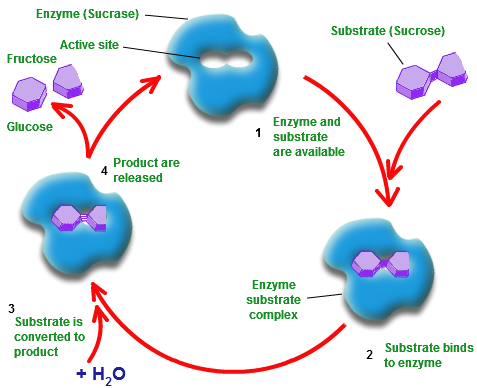 Enzyme (Sucrase)
Active site
Substrate (Sucrose)
Fructose
Glucose
1 Enzyme and
substrate
are available
4 Product are
released
Enzyme
substrate
complex
2 Substrate binds
to enzyme
3
Substrate is
converted to
product
+ H2O